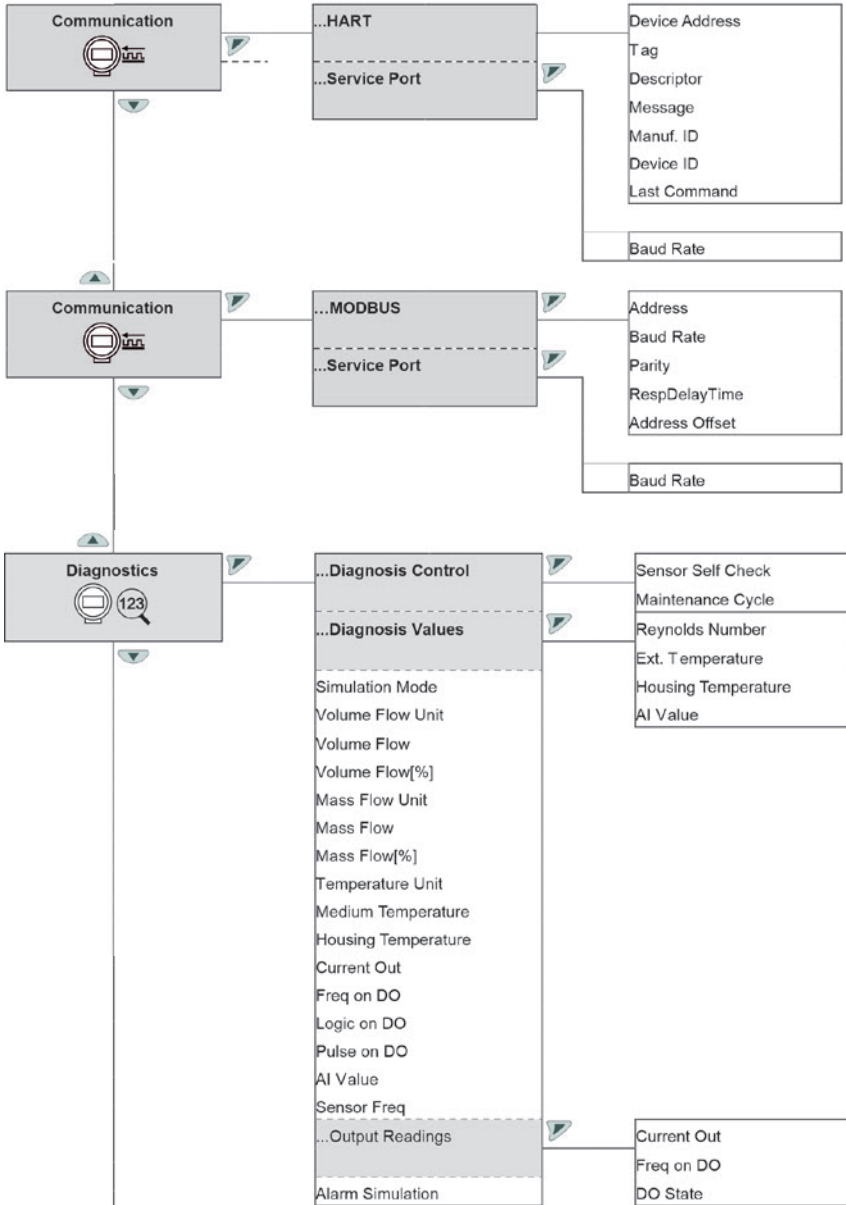 Communication
...HART
...Service Port
Device Address
Tag
Descriptor
Message
Manuf. ID
Device ID
Last Command
Baud Rate
Communication
...MODBUS
...Service Port
Address
Baud Rate
Parity
RespDelayTime
Address Offset
Baud Rate
Diagnostics
123
...Diagnosis Control
Sensor Self Check
Maintenance Cycle
...Diagnosis Values
Reynolds Number
Ext. Temperature
Housing Temperature
AI Value
Simulation Mode
Volume Flow Unit
Volume Flow
Volume Flow[%]
Mass Flow Unit
Mass Flow
Mass Flow[%]
Temperature Unit
Medium Temperature
Housing Temperature
Current Out
Freq on DO
Logic on DO
Pulse on DO
AI Value
Sensor Freq
...Output Readings
Current Out
Freq on DO
DO State
Alarm Simulation